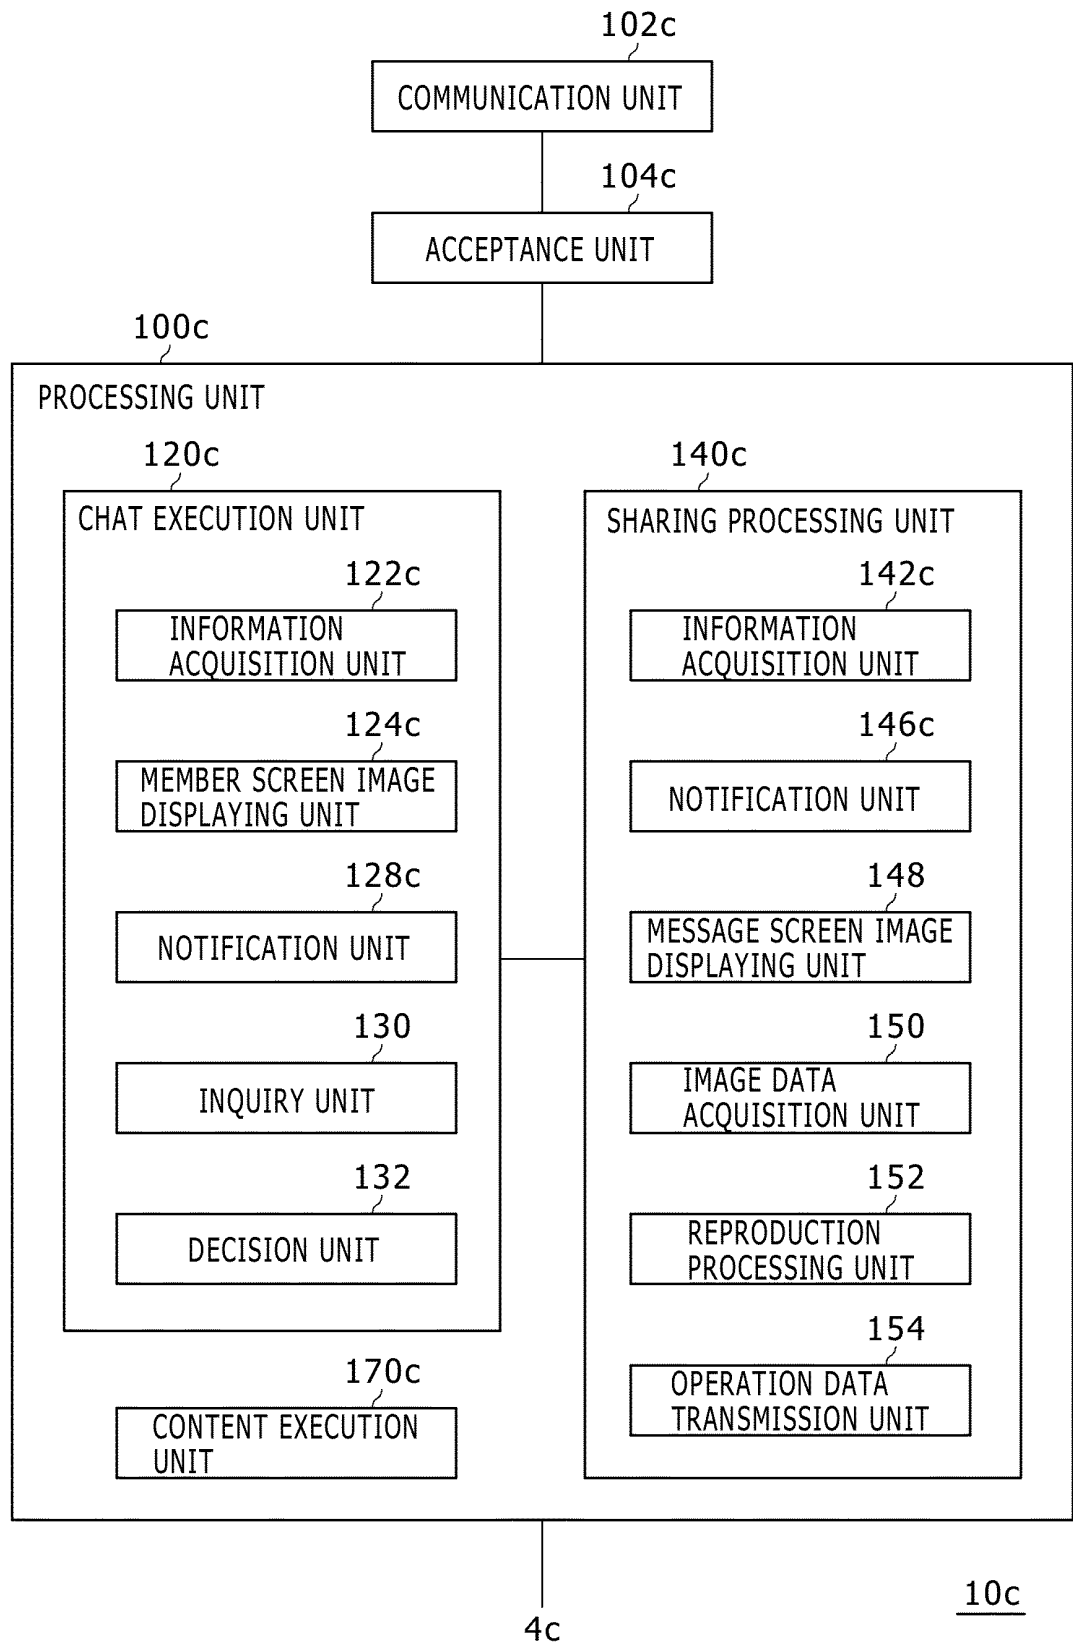 102c
COMMUNICATION UNIT
104c
ACCEPTANCE UNIT
100c
PROCESSING UNIT
120c
CHAT EXECUTION UNIT
122c
INFORMATION
ACQUISITION UNIT
124c
MEMBER SCREEN IMAGE
DISPLAYING UNIT
128c
NOTIFICATION UNIT
130
INQUIRY UNIT
132
DECISION UNIT
170c
CONTENT EXECUTION
UNIT
140c
SHARING PROCESSING UNIT
142c
INFORMATION
ACQUISITION UNIT
146c
NOTIFICATION UNIT
148
MESSAGE SCREEN IMAGE
DISPLAYING UNIT
150
IMAGE DATA
ACQUISITION UNIT
152
REPRODUCTION
PROCESSING UNIT
154
OPERATION DATA
TRANSMISSION UNIT
4c
10c